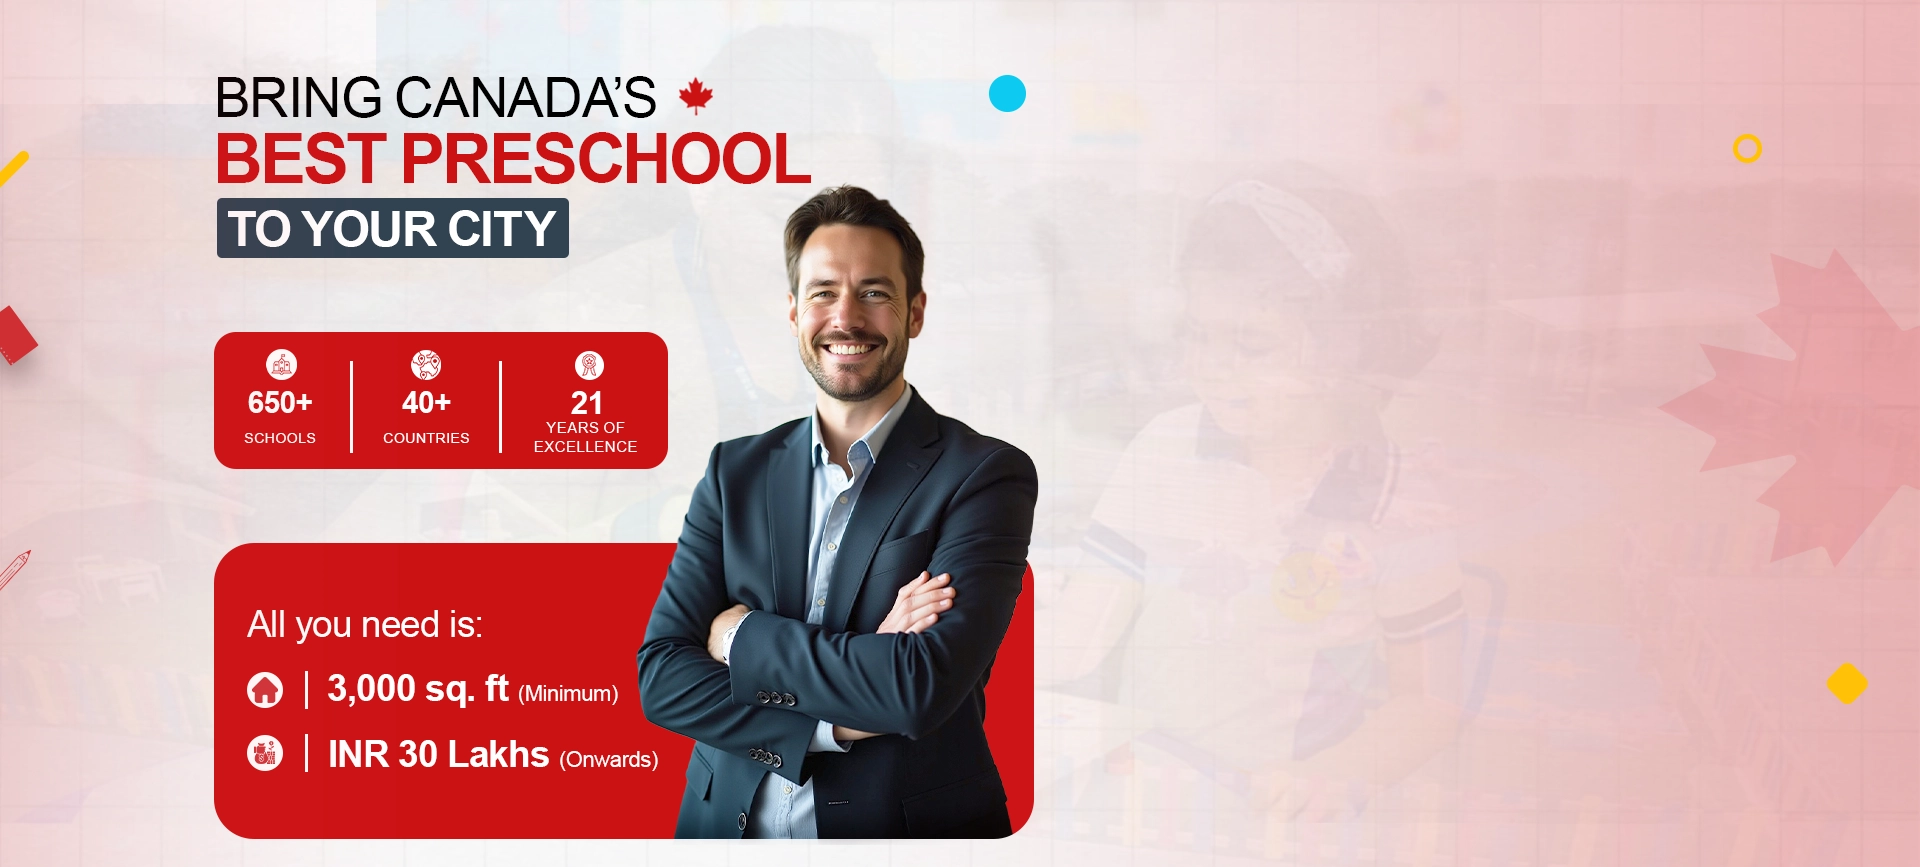 BRING CANADA'S
BEST PRESCHOOL
TO YOUR CITY
650+
SCHOOLS
40+
COUNTRIES
21
YEARS OF
EXCELLENCE
All you need is:
3,000 sq. ft (Minimum)
INR 30 Lakhs (Onwards)